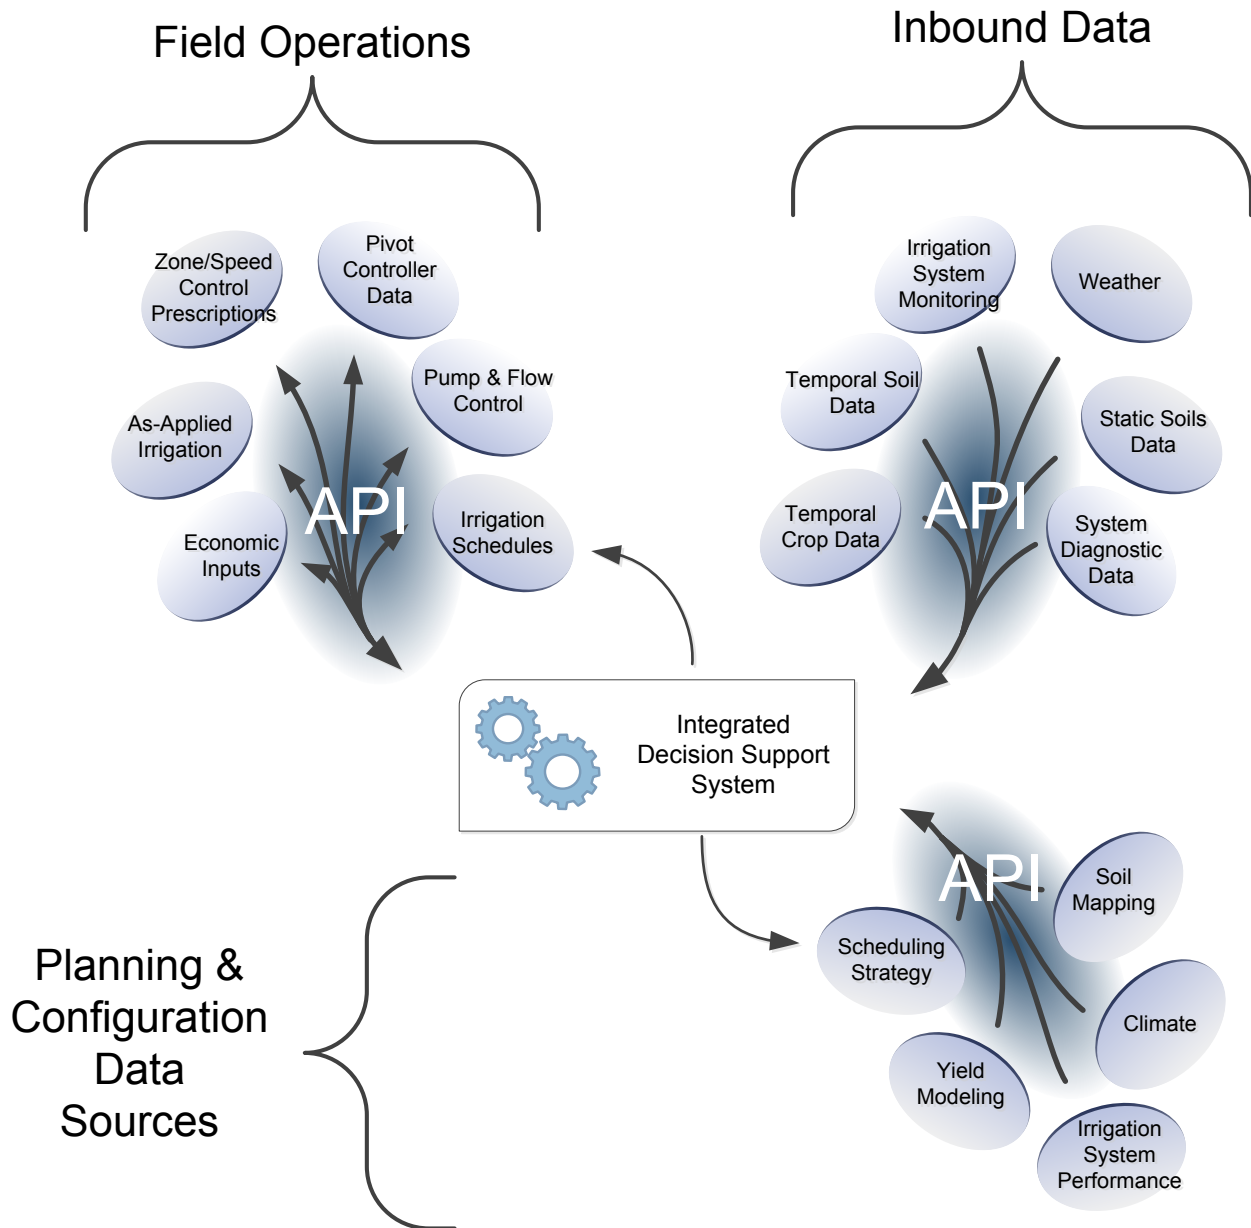 Field Operations
Inbound Data
Zone/Speed
Control
Prescriptions
Pivot
Controller
Data
Pump & Flow
Control
As-Applied
Irrigation
API
Economic
Inputs
Irrigation
Schedules
Irrigation
System
Monitoring
Weather
Temporal Soil
Data
Static Soils
Data
API
Temporal
Crop Data
System
Diagnostic
Data
Integrated
Decision Support
System
Planning &
Configuration
Data
Sources
API
Soil
Mapping
Scheduling
Strategy
Climate
Yield
Modeling
Irrigation
System
Performance